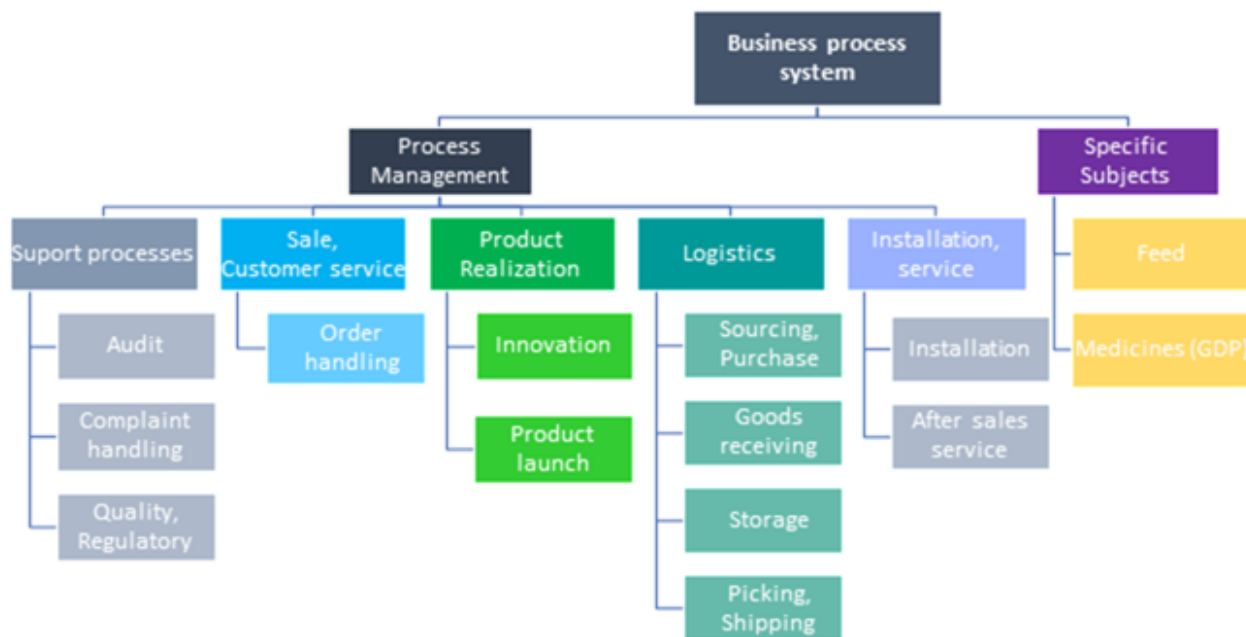 Business process
system
Process
Management
Specific
Subjects
Suport processes
Sale,
Customer service
Product
Realization
Logistics
Installation,
service
Feed
Audit
Order
handling
Innovation
Sourcing,
Purchase
Installation
Medicines (GDP)
Complaint
handling
Product
launch
Goods
receiving
After sales
service
Quality,
Regulatory
Storage
Picking,
Shipping